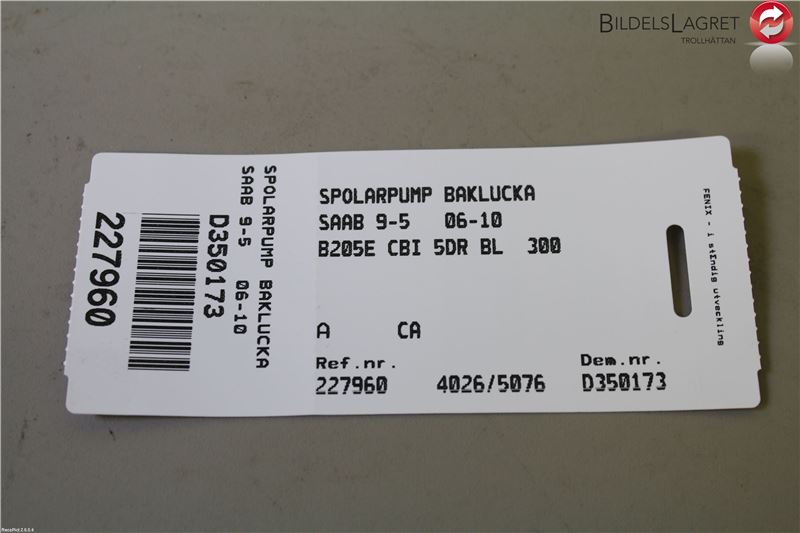 BILDELSLAGRET
TROLLHÄTTAN
SPOLARPUMP BAKLUCKA
SAAB 9-5 06-10
B205E CBI 5DR BL 300
A CA
Ref.nr. Dem.nr.
227960 4026/5076 D350173
SPOLARPUMP BAKLUCKA
SAAB 9-5 06-10
D350173
227960
FENIX - i ständig utveckling